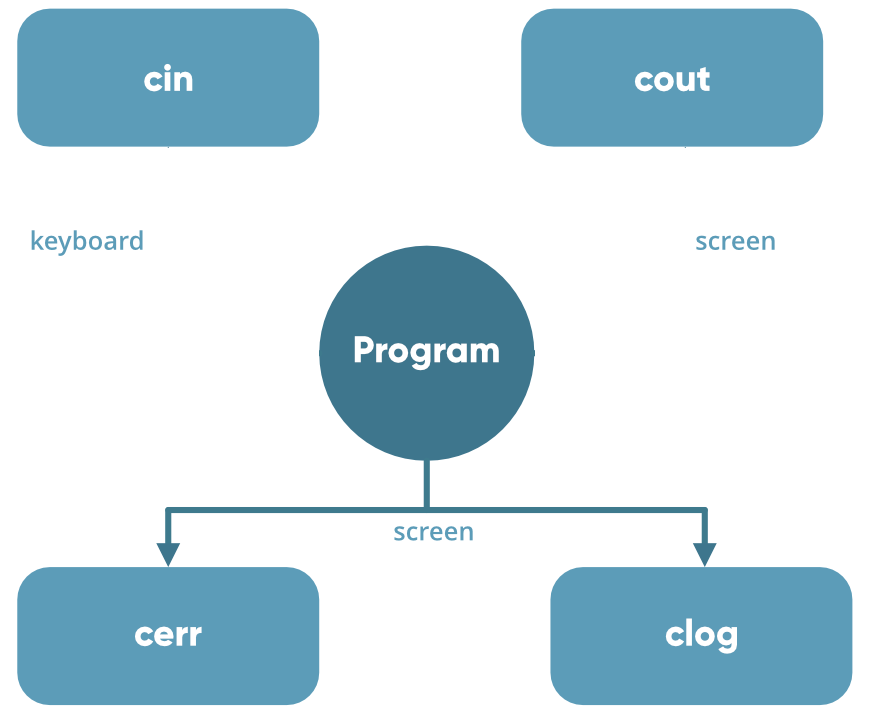 cin
cout
keyboard
screen
Program
screen
cerr
clog